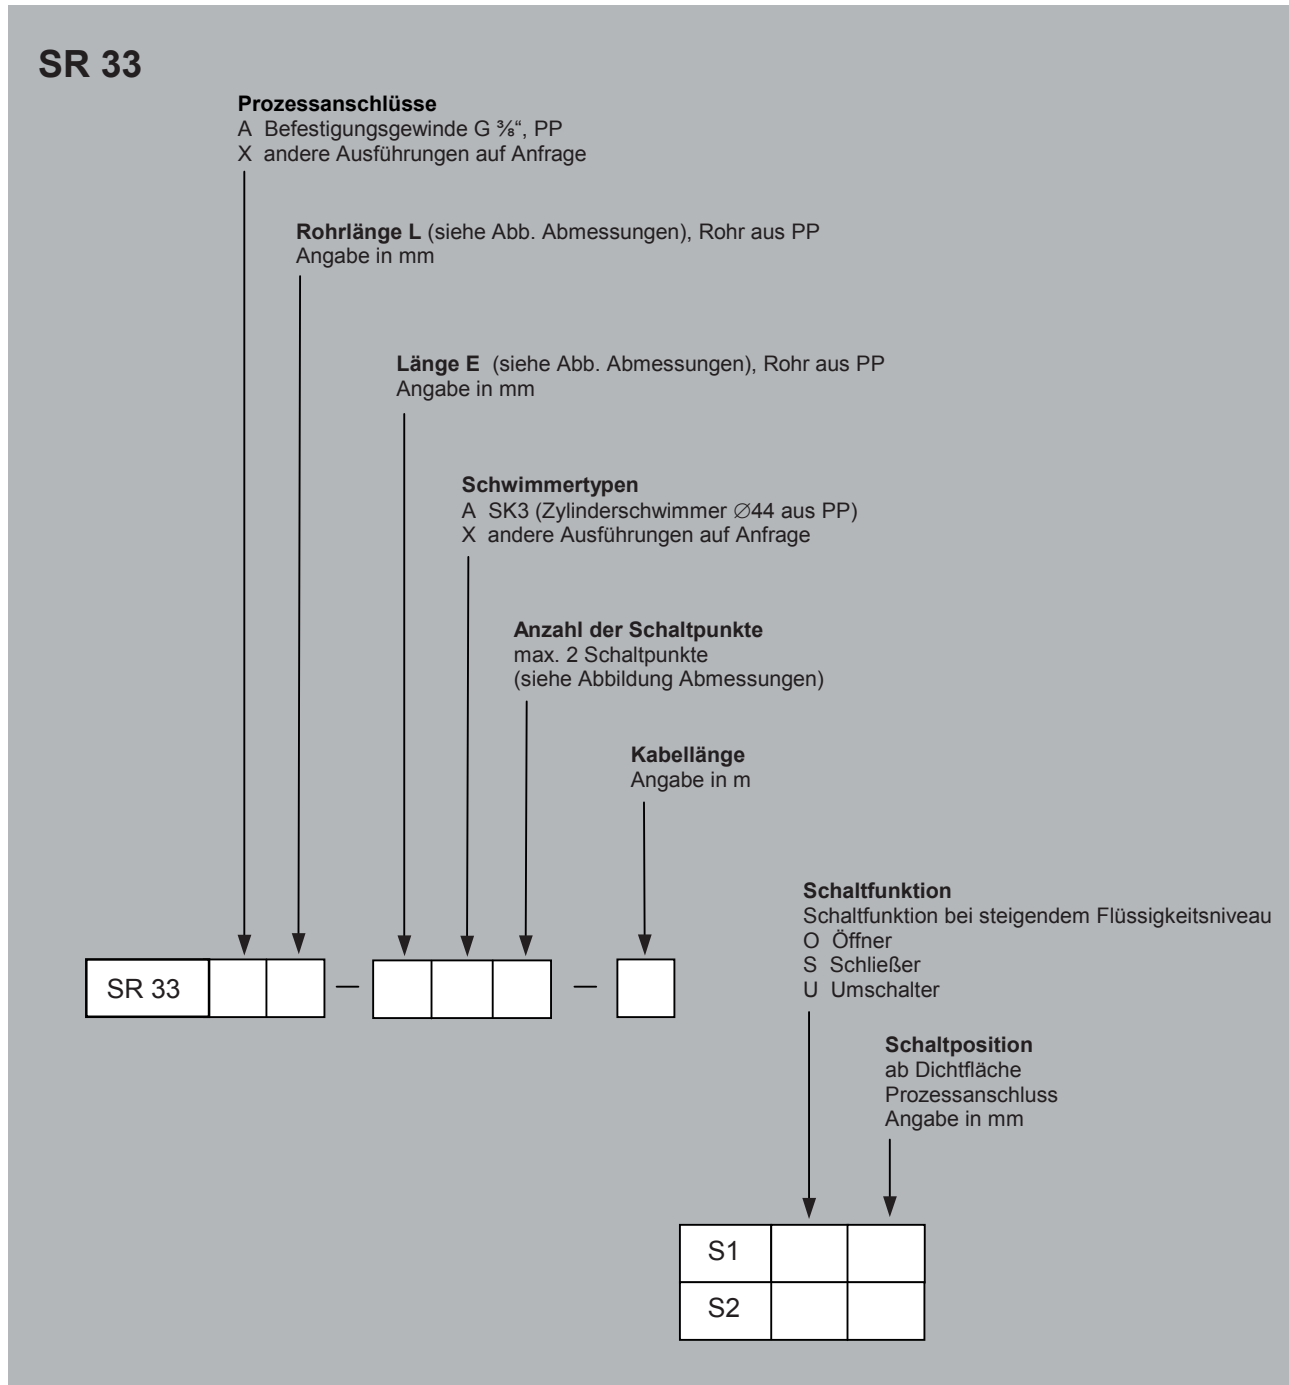 SR 33
Prozessanschlüsse
A Befestigungsgewinde G ⅜“, PP
X andere Ausführungen auf Anfrage
Rohrlänge L (siehe Abb. Abmessungen), Rohr aus PP
Angabe in mm
Länge E (siehe Abb. Abmessungen), Rohr aus PP
Angabe in mm
Schwimmertypen
A SK3 (Zylinderschwimmer ∅44 aus PP)
X andere Ausführungen auf Anfrage
Anzahl der Schaltpunkte
max. 2 Schaltpunkte
(siehe Abbildung Abmessungen)
Kabellänge
Angabe in m
Schaltfunktion
Schaltfunktion bei steigendem Flüssigkeitsniveau
O Öffner
S Schließer
U Umschalter
SR 33 – –
Schaltposition
ab Dichtfläche
Prozessanschluss
Angabe in mm
S1
S2